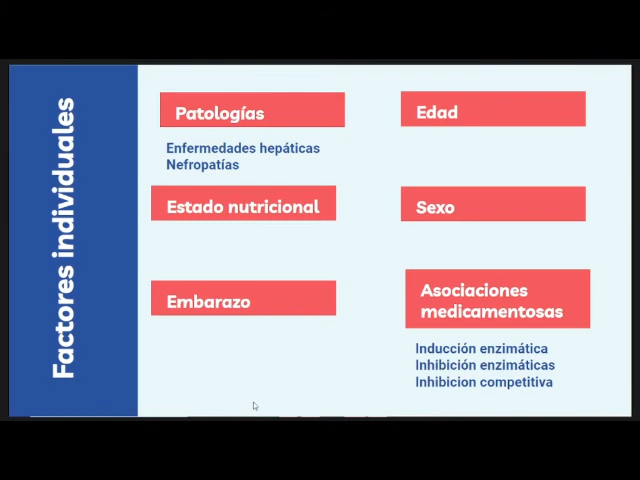 Factores individuales
Patologías
Enfermedades hepáticas
Nefropatías
Estado nutricional
Embarazo
Edad
Sexo
Asociaciones
medicamentosas
Inducción enzimática
Inhibición enzimáticas
Inhibicion competitiva